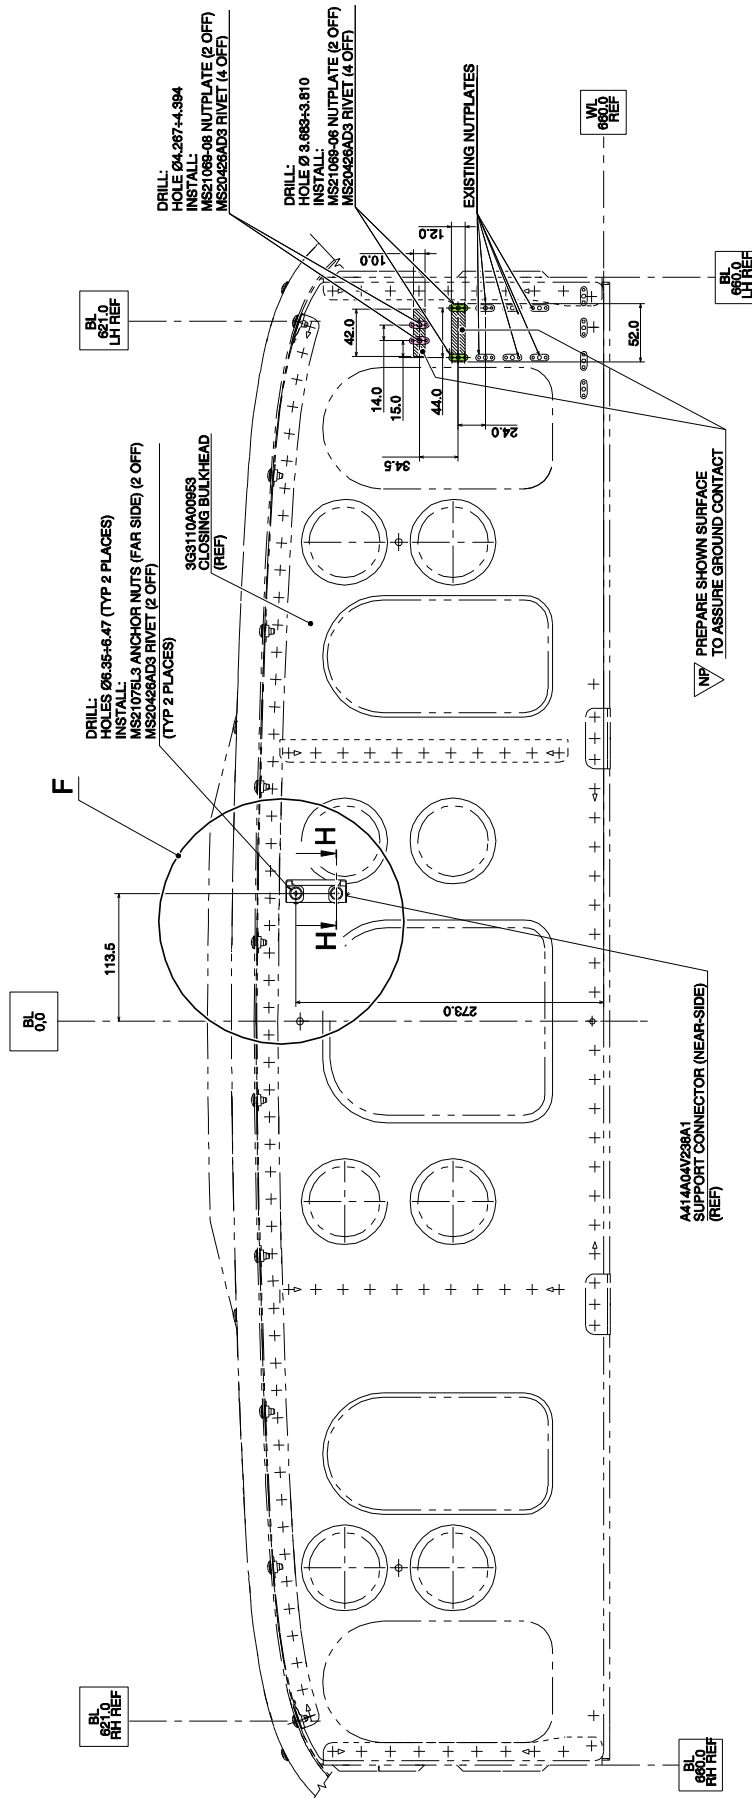 DRILL:
HOLE Ø4.267÷4.394
INSTALL:
MS21069-08 NUTPLATE (2 OFF)
MS20426AD3 RIVET (4 OFF)
DRILL:
HOLE Ø 3.683÷3.810
INSTALL:
MS21069-06 NUTPLATE (2 OFF)
MS20426AD3 RIVET (4 OFF)
EXISTING NUTPLATES
WL
660.0
REF
BL
621.0
LH REF
BL
660.0
LH REF
10.0
12.0
42.0
14.0
15.0
44.0
34.5
24.0
52.0
DRILL:
HOLES Ø6.35÷6.47 (TYP 2 PLACES)
INSTALL:
MS21075L3 ANCHOR NUTS (FAR SIDE) (2 OFF)
MS20426AD3 RIVET (2 OFF)
(TYP 2 PLACES)
3G3110A00953
CLOSING BULKHEAD
(REF)
NP
PREPARE SHOWN SURFACE
TO ASSURE GROUND CONTACT
F
H
H
113.5
273.0
BL
0,0
A414A04V238A1
SUPPORT CONNECTOR (NEAR-SIDE)
(REF)
BL
621.0
RH REF
BL
660.0
RH REF